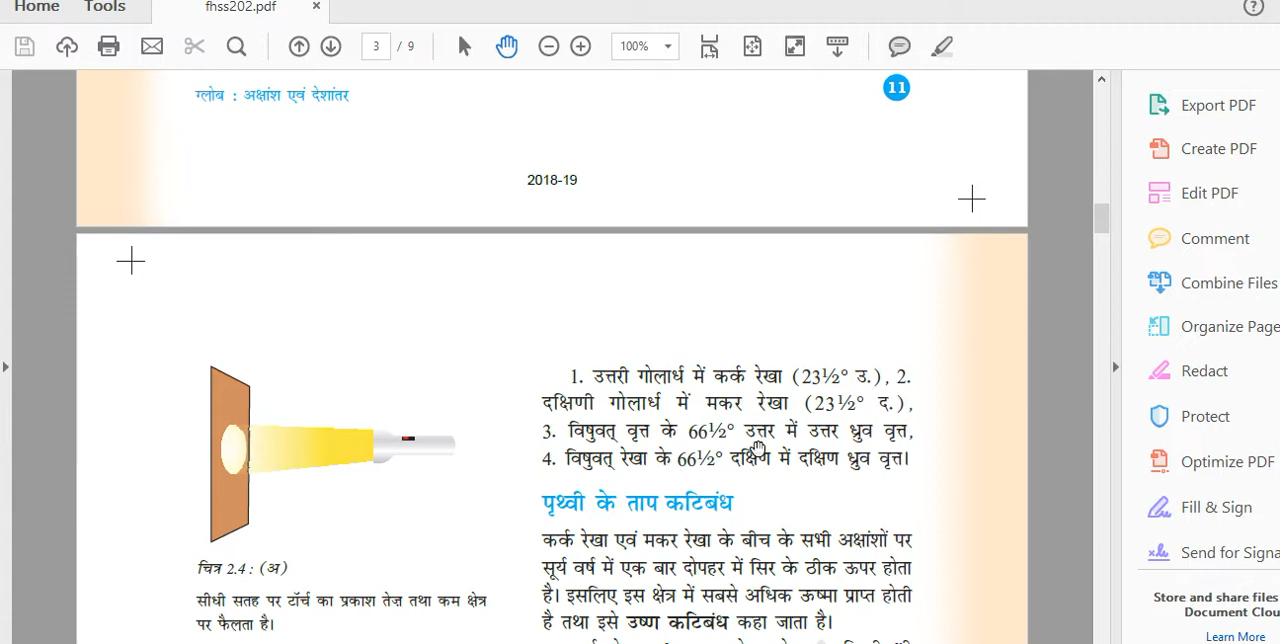 Home Tools fhss202.pdf ×
3 / 9 100%
ग्लोब : अक्षांश एवं देशांतर 11
2018-19
1. उत्तरी गोलार्ध में कर्क रेखा (23½° उ.), 2.
दक्षिणी गोलार्ध में मकर रेखा (23½° द.),
3. विषुवत् वृत्त के 66½° उत्तर में उत्तर ध्रुव वृत्त,
4. विषुवत् रेखा के 66½° दक्षिण में दक्षिण ध्रुव वृत्त।
पृथ्वी के ताप कटिबंध
कर्क रेखा एवं मकर रेखा के बीच के सभी अक्षांशों पर
सूर्य वर्ष में एक बार दोपहर में सिर के ठीक ऊपर होता
है। इसलिए इस क्षेत्र में सबसे अधिक ऊष्मा प्राप्त होती
है तथा इसे उष्ण कटिबंध कहा जाता है।
चित्र 2.4 : (अ)
सीधी सतह पर टॉर्च का प्रकाश तेज़ तथा कम क्षेत्र
पर फैलता है।
Export PDF
Create PDF
Edit PDF
Comment
Combine Files
Organize Page
Redact
Protect
Optimize PDF
Fill & Sign
Send for Signa
Store and share files
Document Clou
Learn More